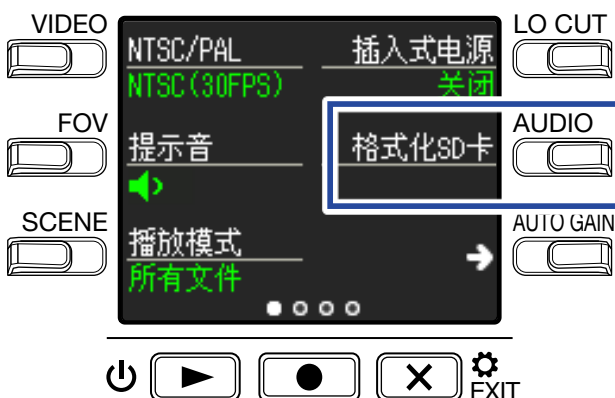 VIDEO
LO CUT
NTSC/PAL
插入式电源
NTSC(30FPS)
关闭
FOV
AUDIO
提示音
格式化SD卡
SCENE
AUTO GAIN
播放模式
所有文件
EXIT